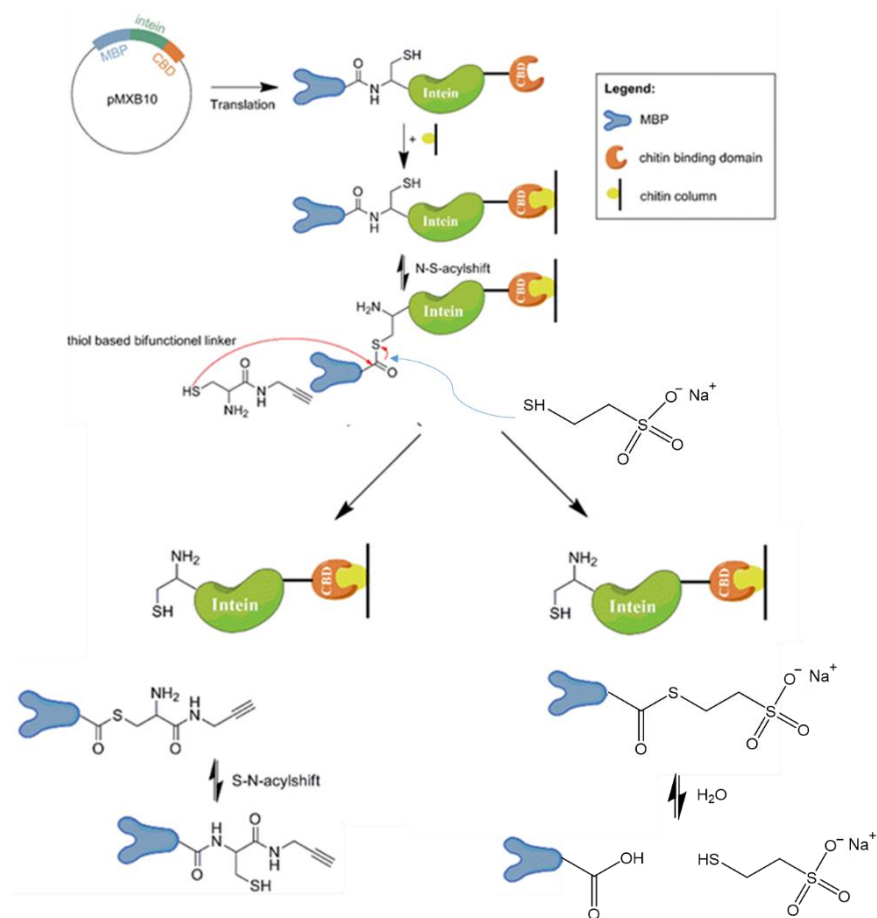 intein
MBP
CBD
pMXB10
Translation
O
SH
N
H
Intein
CBD
+
Legend:
MBP
chitin binding domain
chitin column
O
SH
N
H
Intein
CBD
N-S-acylshift
H₂N
Intein
CBD
thiol based bifunctionel linker
S
O
HS
O
N
H
NH₂
SH
S
O
O
O⁻ Na⁺
NH₂
SH
Intein
CBD
NH₂
SH
Intein
CBD
S
O
NH₂
O
H
N
S
O
S
O
O
O⁻ Na⁺
S-N-acylshift
H₂O
O
H
N
O
N
H
SH
OH
O
HS
S
O
O
O⁻ Na⁺